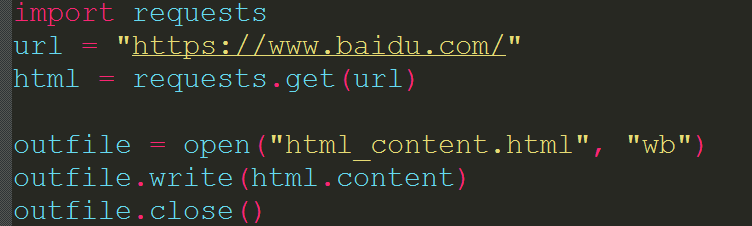 import requests
url = "https://www.baidu.com/"
html = requests.get(url)
outfile = open("html_content.html", "wb")
outfile.write(html.content)
outfile.close()